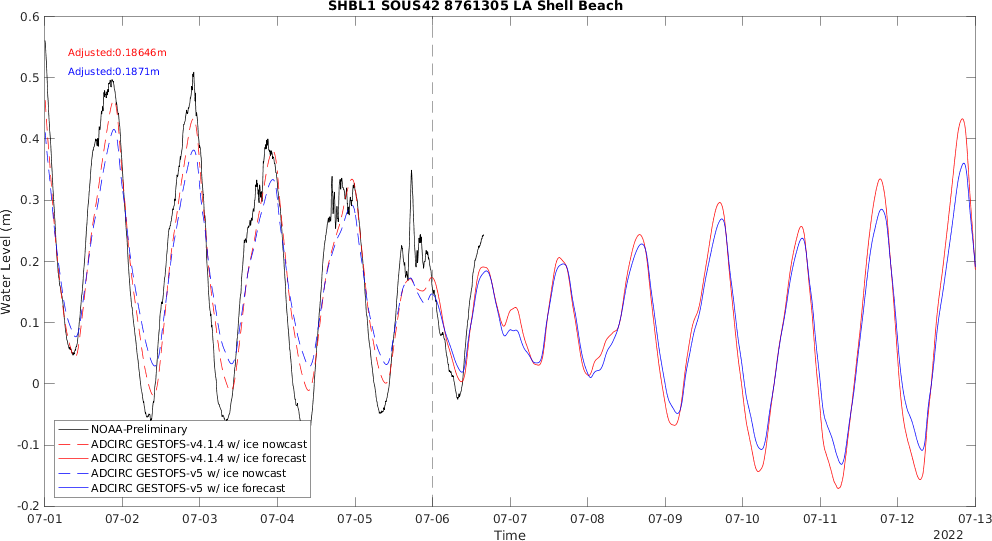 SHBL1 SOUS42 8761305 LA Shell Beach
0.6
0.5
0.4
0.3
0.2
0.1
0
-0.1
-0.2
Water Level (m)
Adjusted:0.18646m
Adjusted:0.1871m
NOAA-Preliminary
ADCIRC GESTOFS-v4.1.4 w/ ice nowcast
ADCIRC GESTOFS-v4.1.4 w/ ice forecast
ADCIRC GESTOFS-v5 w/ ice nowcast
ADCIRC GESTOFS-v5 w/ ice forecast
07-01 07-02 07-03 07-04 07-05 07-06 07-07 07-08 07-09 07-10 07-11 07-12 07-13
Time
2022